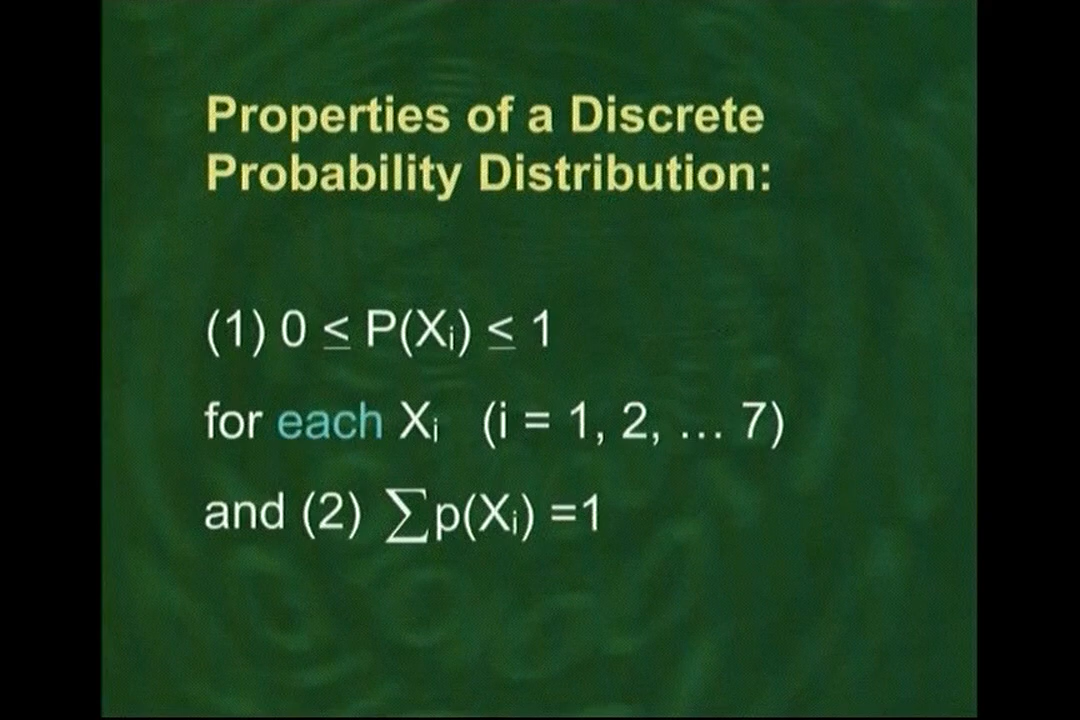 Properties of a Discrete
Probability Distribution:
(1) 0 ≤ P(Xi) ≤ 1
for each Xi (i = 1, 2, ... 7)
and (2) ∑p(Xi) =1